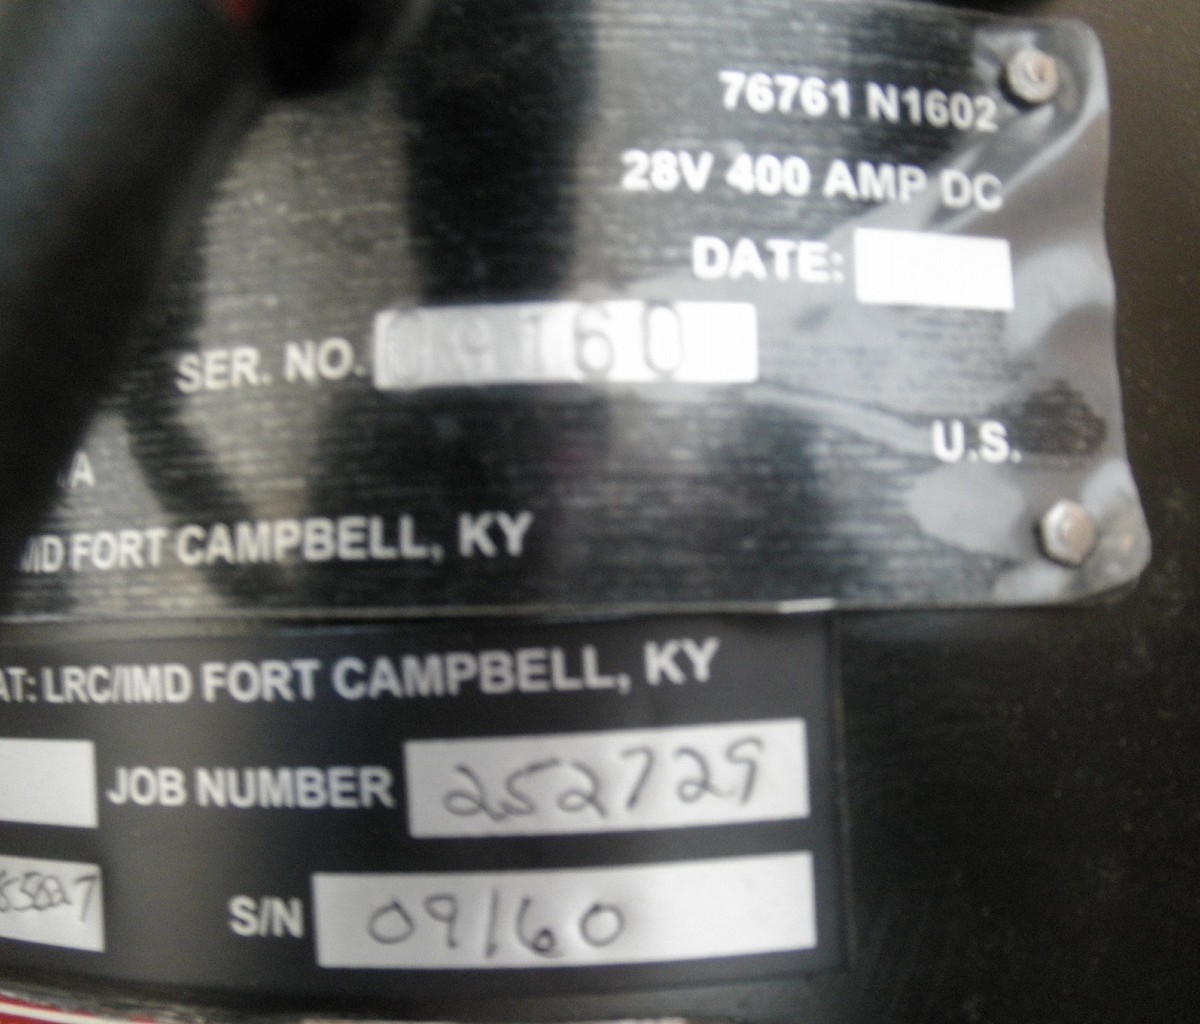 76761 N1602
28V 400 AMP DC
DATE:
SER. NO. 09160
U.S.
FORT CAMPBELL, KY
AT: LRC/IMD FORT CAMPBELL, KY
JOB NUMBER 252729
S/N 09160